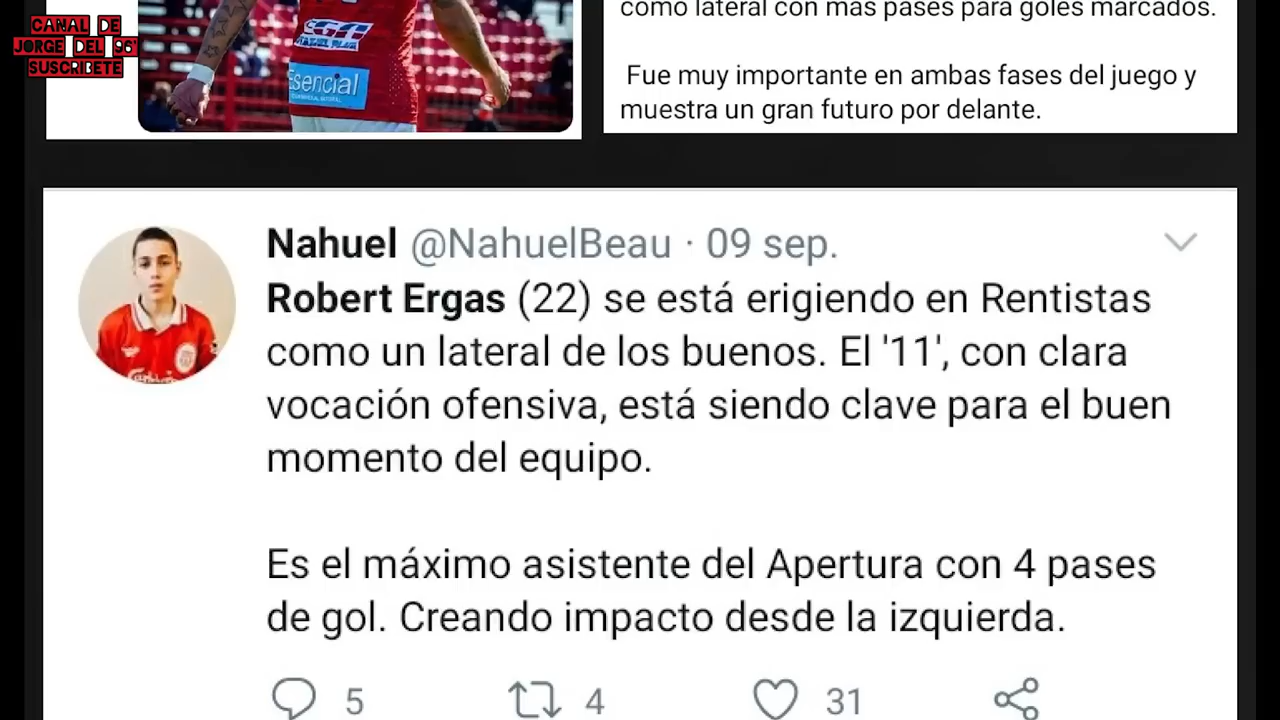 CANAL DE
JORGE DEL 96'
SUSCRIBETE
Esencial
como lateral con más pases para goles marcados.
Fue muy importante en ambas fases del juego y
muestra un gran futuro por delante.
Nahuel @NahuelBeau · 09 sep.
Robert Ergas (22) se está erigiendo en Rentistas
como un lateral de los buenos. El '11', con clara
vocación ofensiva, está siendo clave para el buen
momento del equipo.
Es el máximo asistente del Apertura con 4 pases
de gol. Creando impacto desde la izquierda.
5 4 31